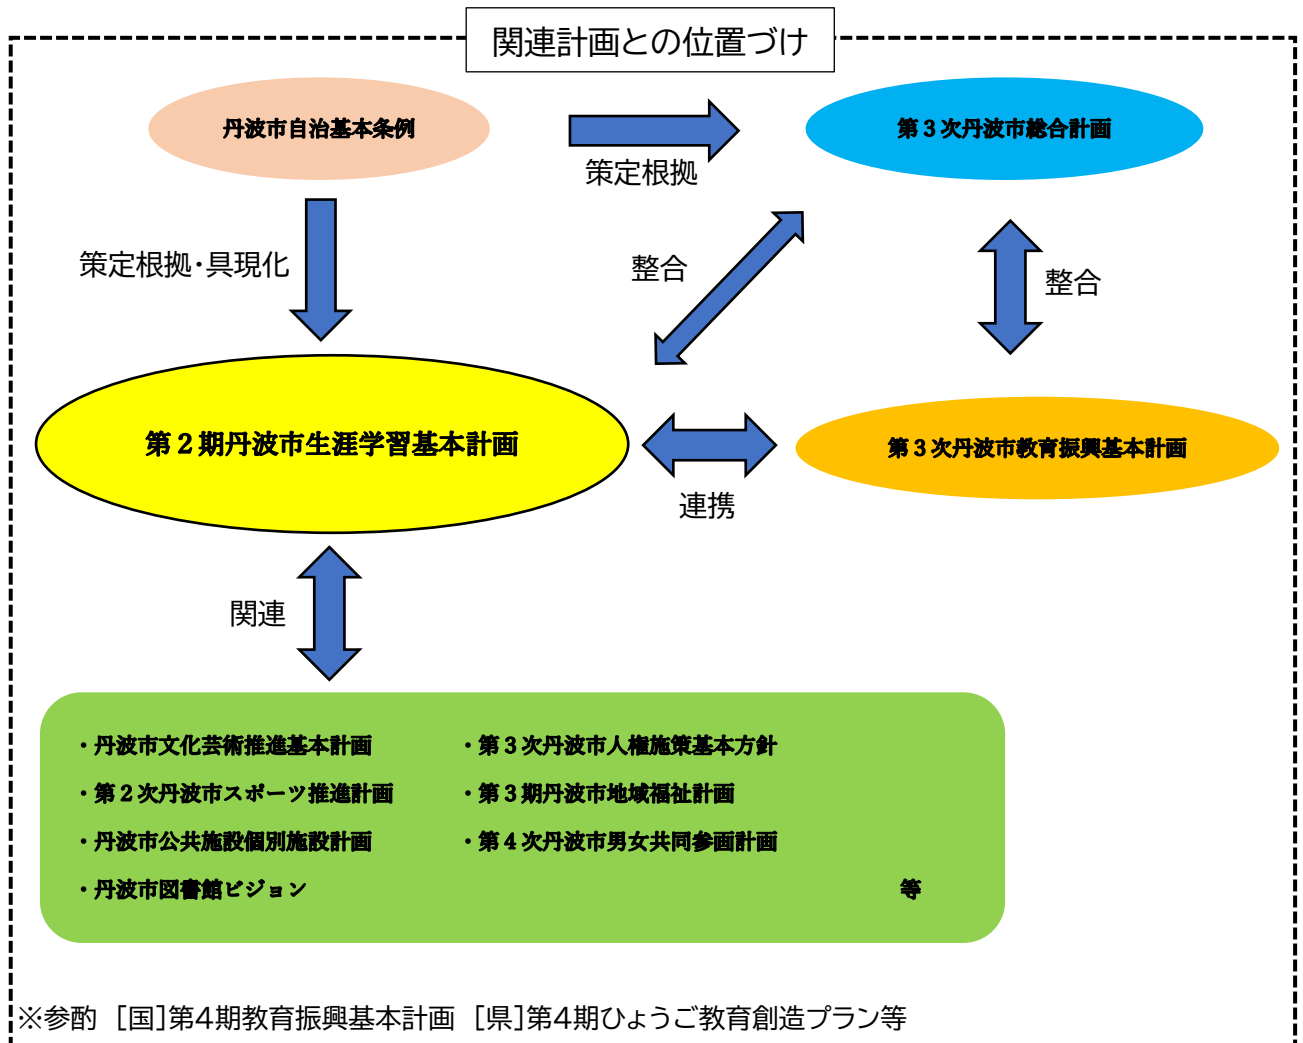 関連計画との位置づけ
丹波市自治基本条例
策定根拠
第3次丹波市総合計画
策定根拠・具現化
整合
整合
第2期丹波市生涯学習基本計画
連携
第3次丹波市教育振興基本計画
関連
・丹波市文化芸術推進基本計画
・第3次丹波市人権施策基本方針
・第2次丹波市スポーツ推進計画
・第3期丹波市地域福祉計画
・丹波市公共施設個別施設計画
・第4次丹波市男女共同参画計画
・丹波市図書館ビジョン
等
※参酌 [国]第4期教育振興基本計画 [県]第4期ひょうご教育創造プラン等